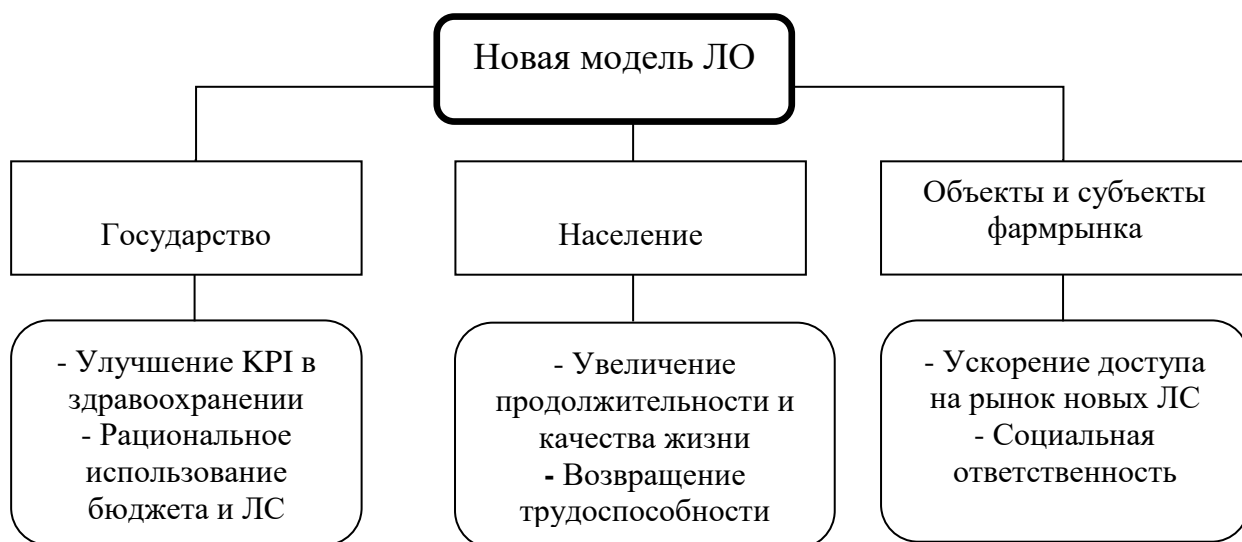 Новая модель ЛО
Государство
Население
Объекты и субъекты
фармрынка
- Улучшение KPI в
здравоохранении
- Рациональное
использование
бюджета и ЛС
- Увеличение
продолжительности и
качества жизни
- Возвращение
трудоспособности
- Ускорение доступа
на рынок новых ЛС
- Социальная
ответственность